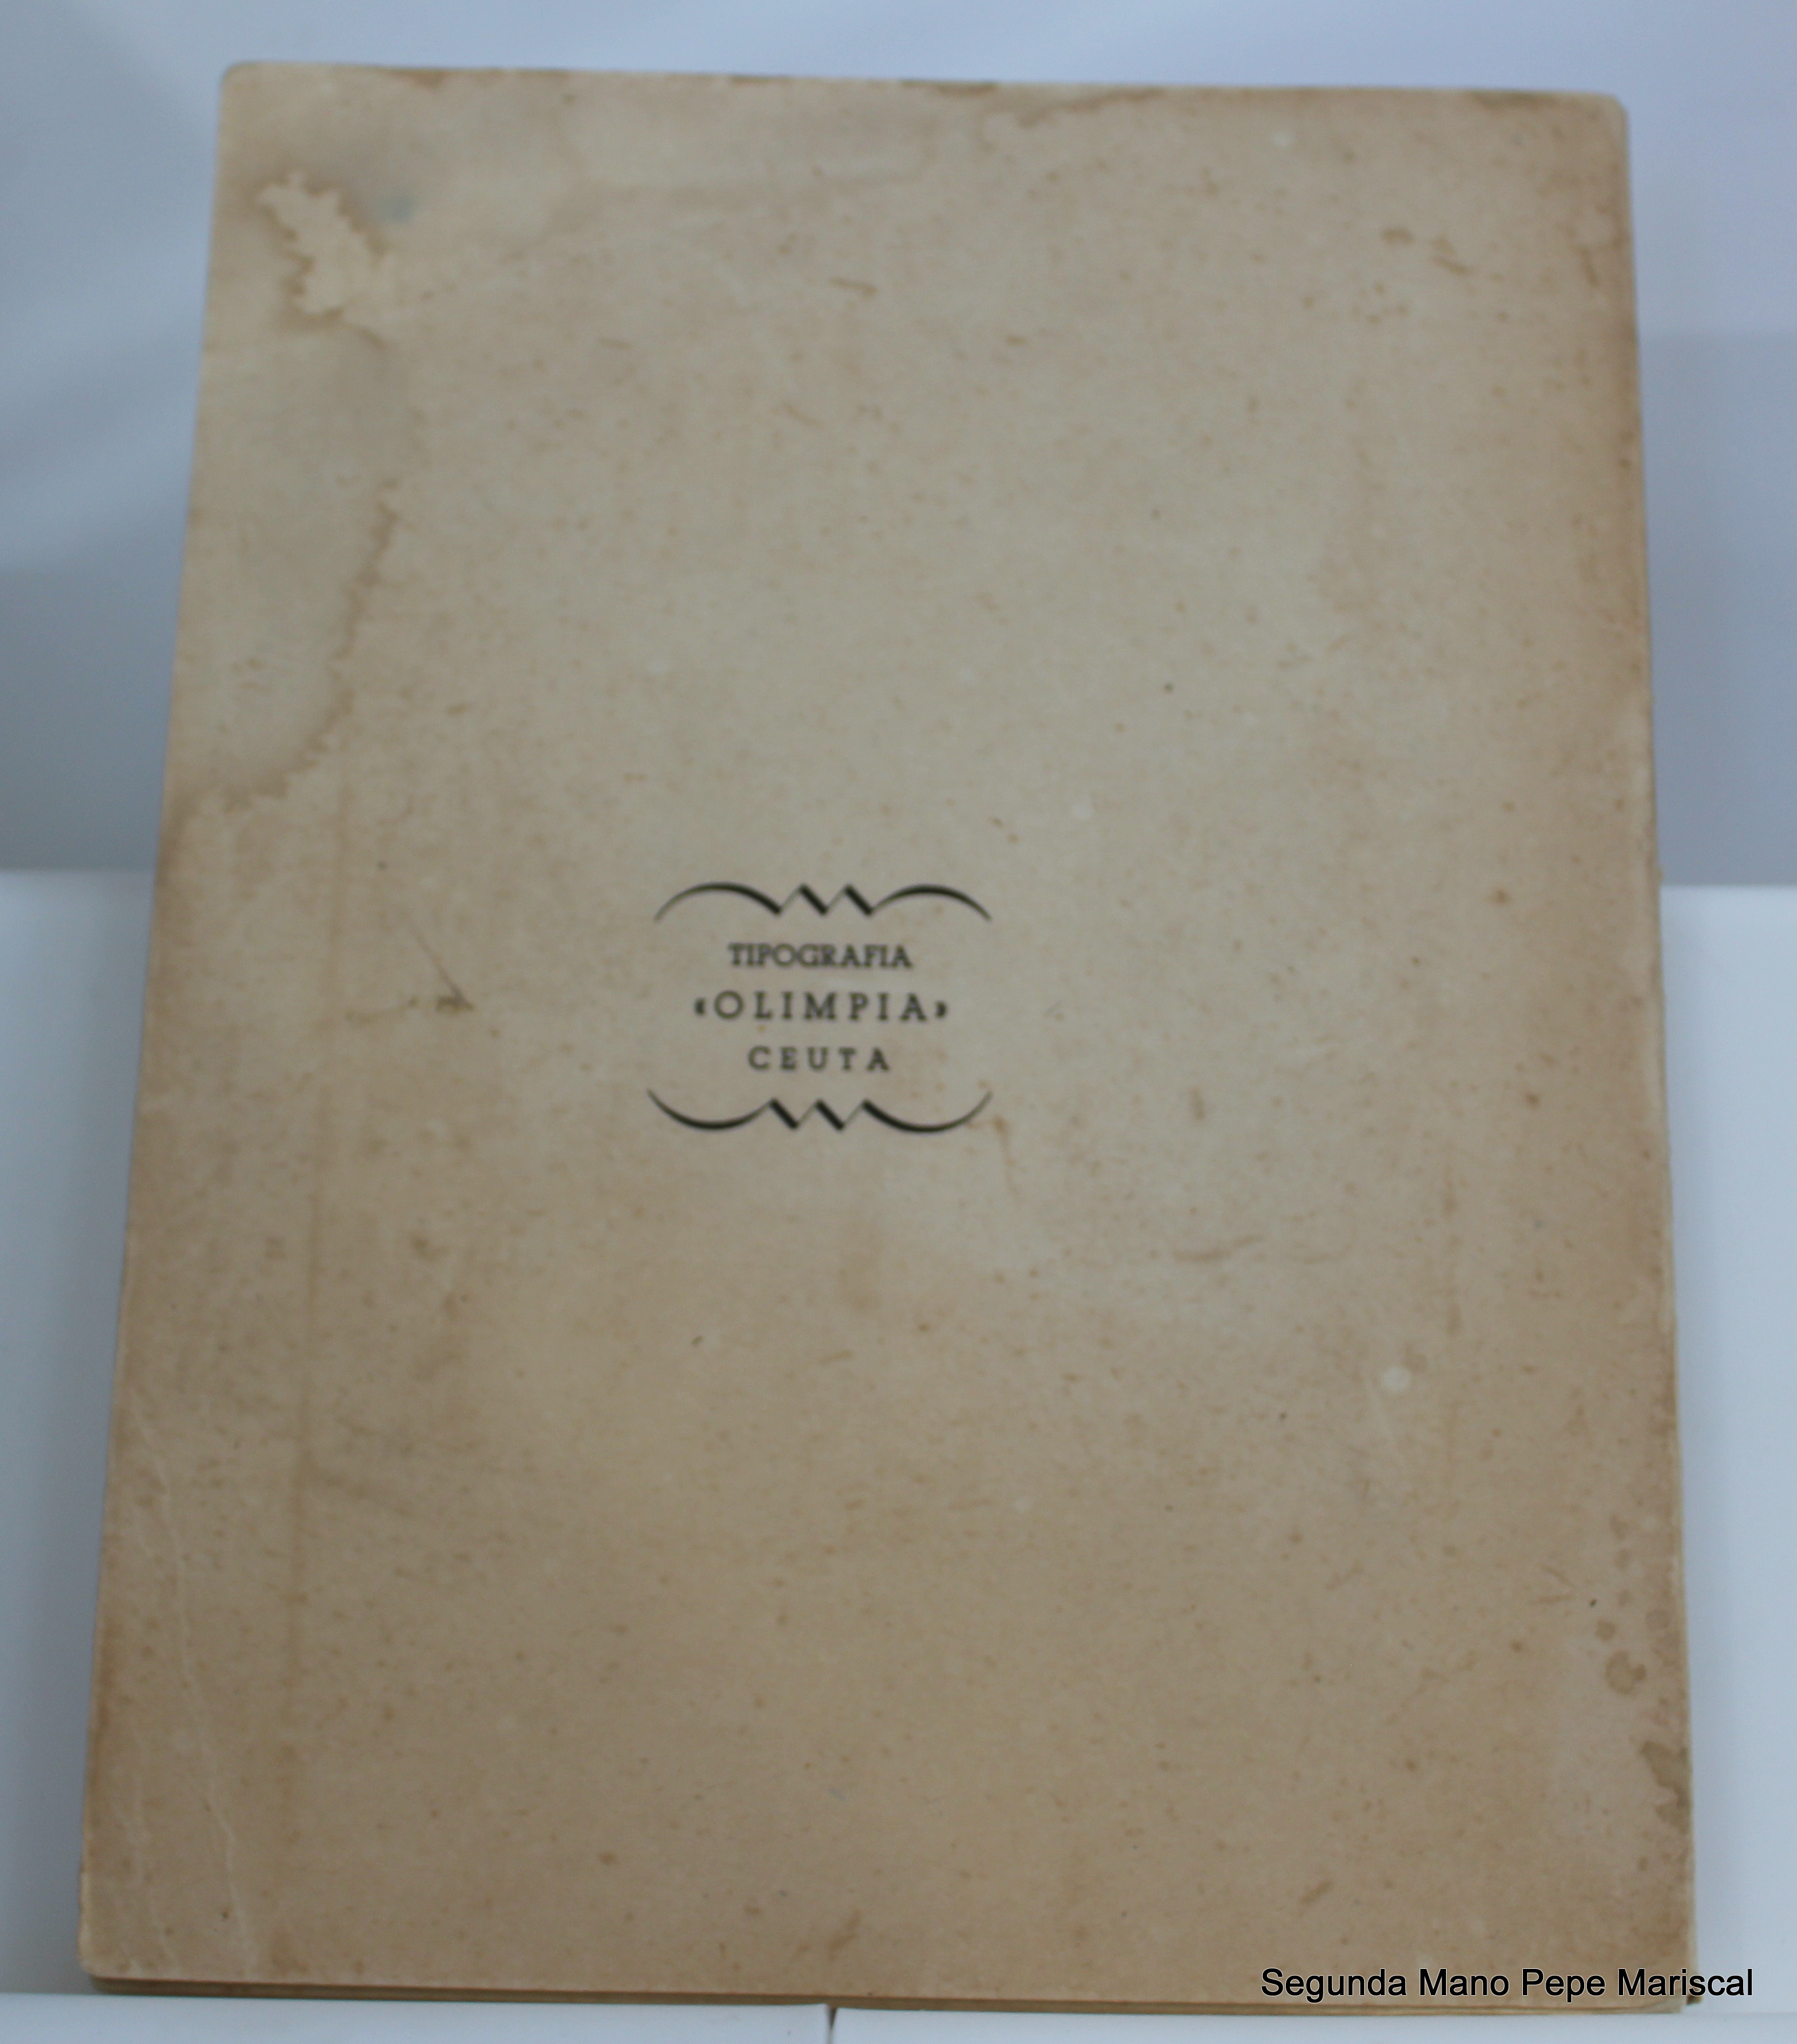 TIPOGRAFIA
«OLIMPIA»
CEUTA
Segunda Mano Pepe Mariscal